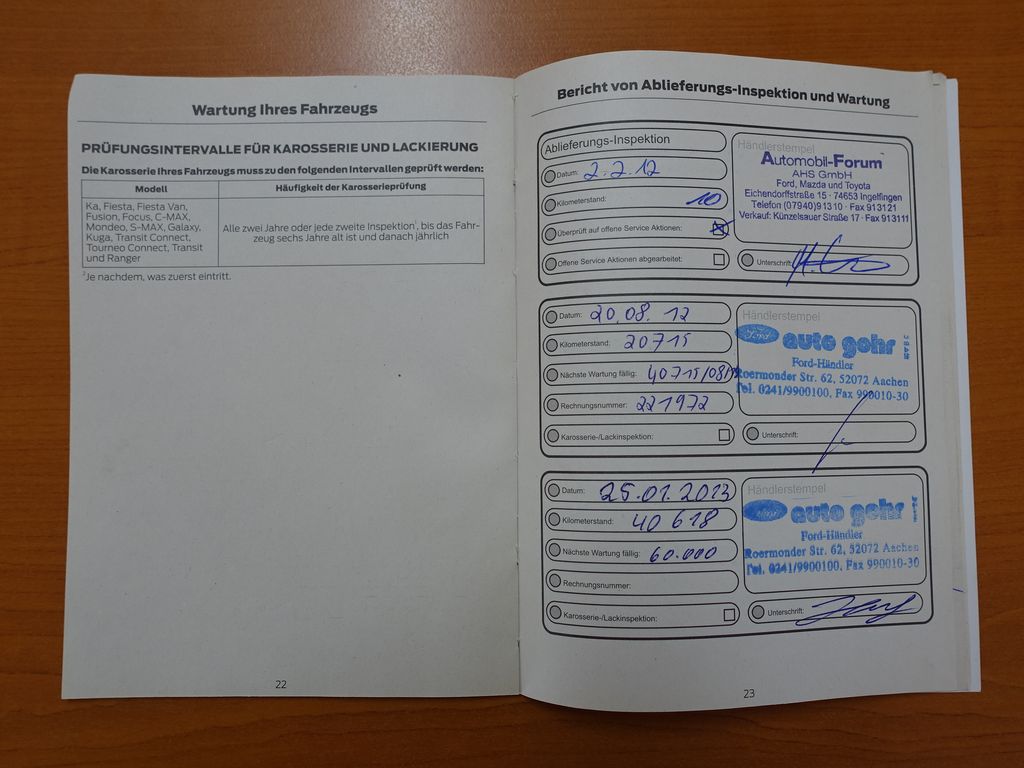 Wartung Ihres Fahrzeugs
PRÜFUNGSINTERVALLE FÜR KAROSSERIE UND LACKIERUNG
Die Karosserie Ihres Fahrzeugs muss zu den folgenden Intervallen geprüft werden:
Modell
Häufigkeit der Karosserieprüfung
Ka, Fiesta, Fiesta Van,
Fusion, Focus, C-MAX,
Mondeo, S-MAX, Galaxy,
Kuga, Transit Connect,
Tourneo Connect, Transit
und Ranger
Alle zwei Jahre oder jede zweite Inspektion¹, bis das Fahr-
zeug sechs Jahre alt ist und danach jährlich
Je nachdem, was zuerst eintritt.
22
Bericht von Ablieferungs-Inspektion und Wartung
Ablieferungs-Inspektion
Datum: 2.2.12
Kilometerstand: 10
Überprüft auf offene Service Aktionen:
Offene Service Aktionen abgearbeitet:
Händlerstempel
Automobil-Forum
AHS GmbH
Ford, Mazda und Toyota
Eichendorffstraße 15 · 74653 Ingelfingen
Telefon (07940) 91310 · Fax 913121
Verkauf: Künzelsauer Straße 17 · Fax 913111
Unterschrift:
Datum: 20.08.12
Kilometerstand: 20715
Nächste Wartung fällig: 40715/08/
Rechnungsnummer: 221972
Karosserie-/Lackinspektion:
Händlerstempel
Ford auto gohr
Ford-Händler
Roermonder Str. 62, 52072 Aachen
Tel. 0241/9900100, Fax 990010-30
Unterschrift:
Datum: 25.01.2013
Kilometerstand: 40 618
Nächste Wartung fällig: 60.000
Rechnungsnummer:
Karosserie-/Lackinspektion:
Händlerstempel
auto gohr
Ford-Händler
Roermonder Str. 62, 52072 Aachen
Tel. 0241/9900100, Fax 990010-30
Unterschrift:
23